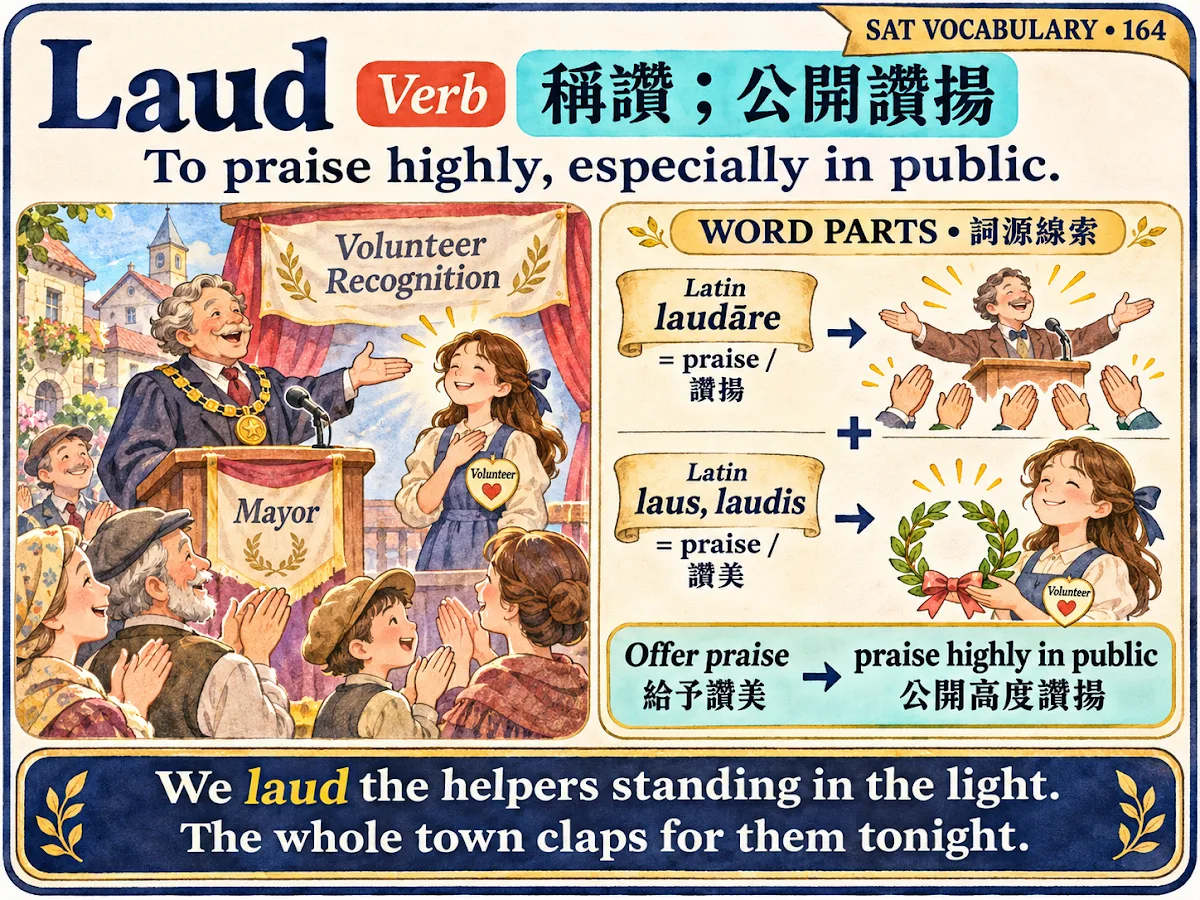 SAT VOCABULARY • 164
Laud
Verb
稱讚；公開讚揚
To praise highly, especially in public.
Volunteer
Recognition
Volunteer
Mayor
WORD PARTS • 詞源線索
Latin
laudāre
= praise /
讚揚
+
Latin
laus, laudis
= praise /
讚美
Volunteer
Offer praise
給予讚美
praise highly in public
公開高度讚揚
We laud the helpers standing in the light.
The whole town claps for them tonight.